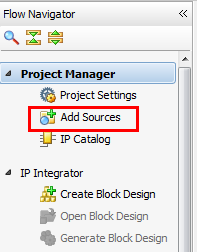 Flow Navigator
Project Manager
Project Settings
Add Sources
IP Catalog
IP Integrator
Create Block Design
Open Block Design
Generate Block Design